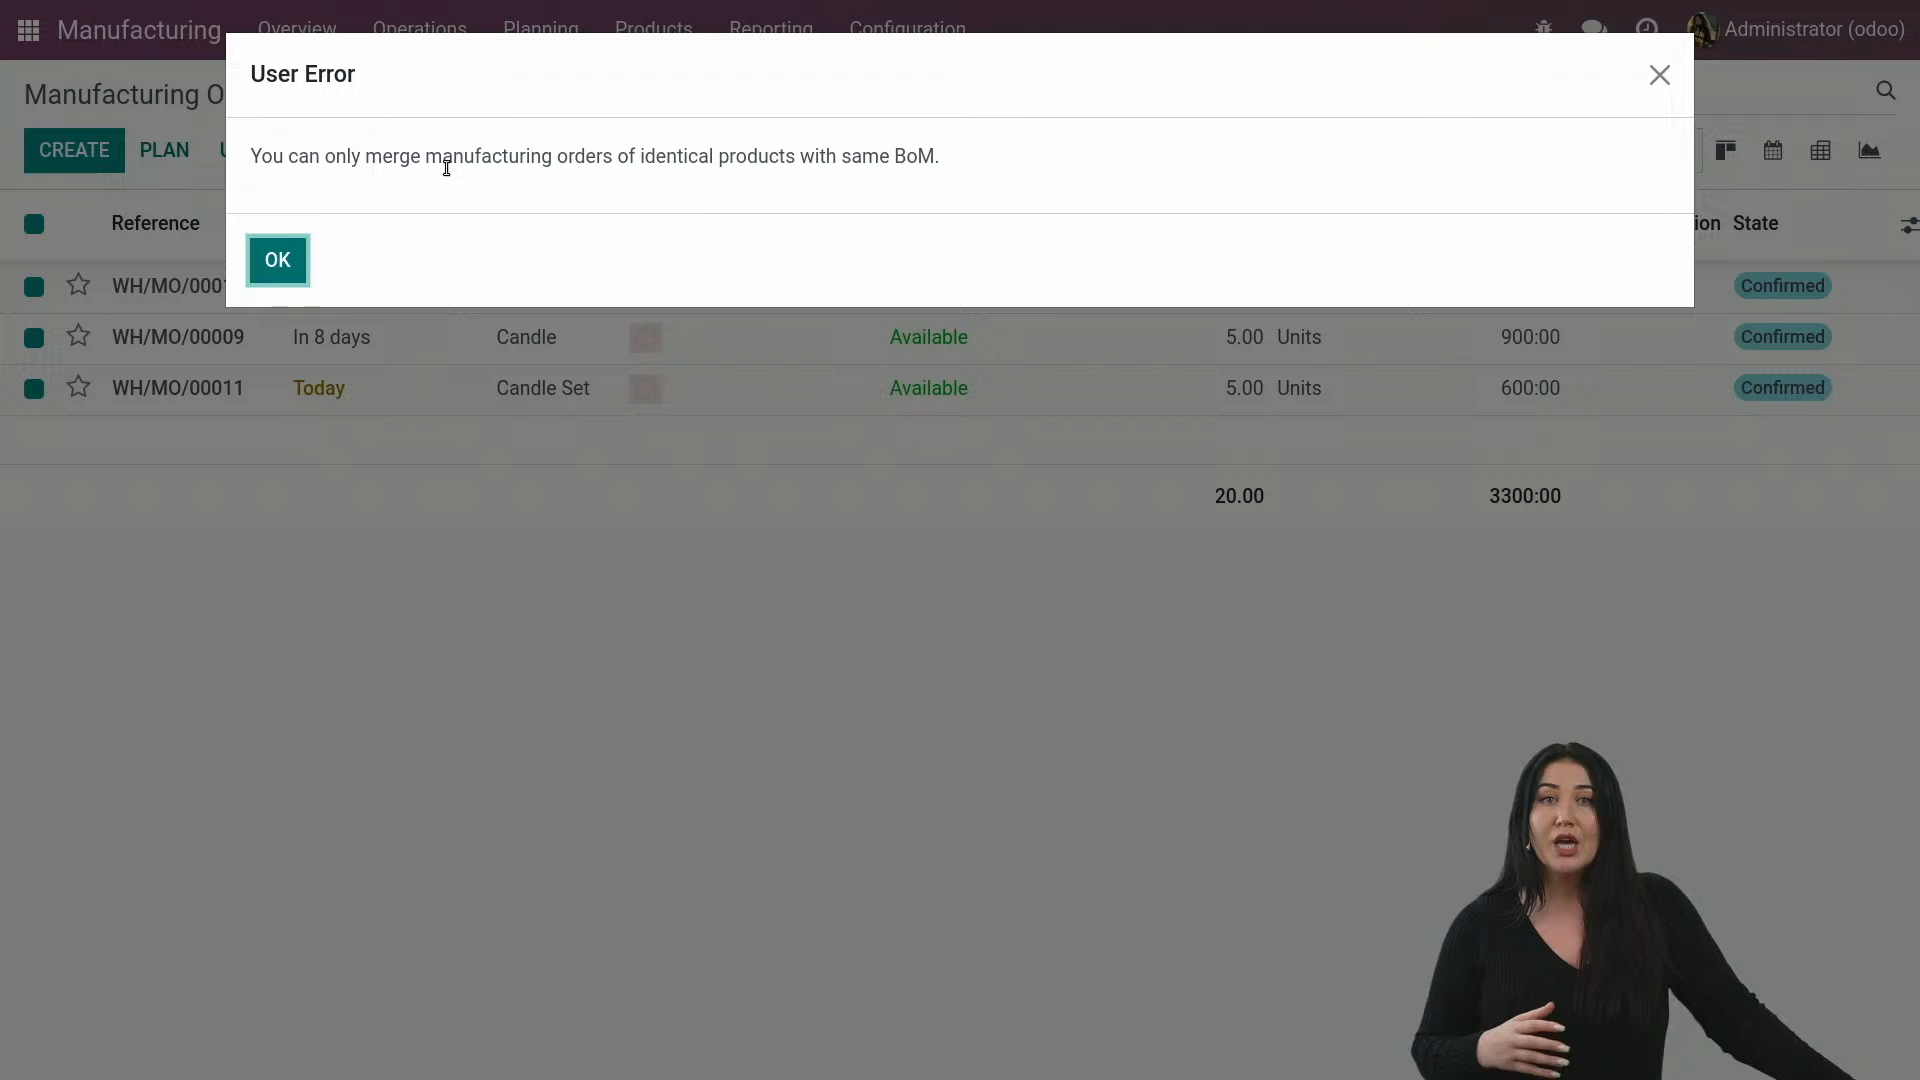 Manufacturing Overview Operations Planning Products Reporting Configuration Administrator (odoo)
User Error
Manufacturing O
You can only merge manufacturing orders of identical products with same BoM.
CREATE PLAN
OK
Reference ion State
WH/MO/000 Confirmed
WH/MO/00009 In 8 days Candle Available 5.00 Units 900:00 Confirmed
WH/MO/00011 Today Candle Set Available 5.00 Units 600:00 Confirmed
20.00 3300:00